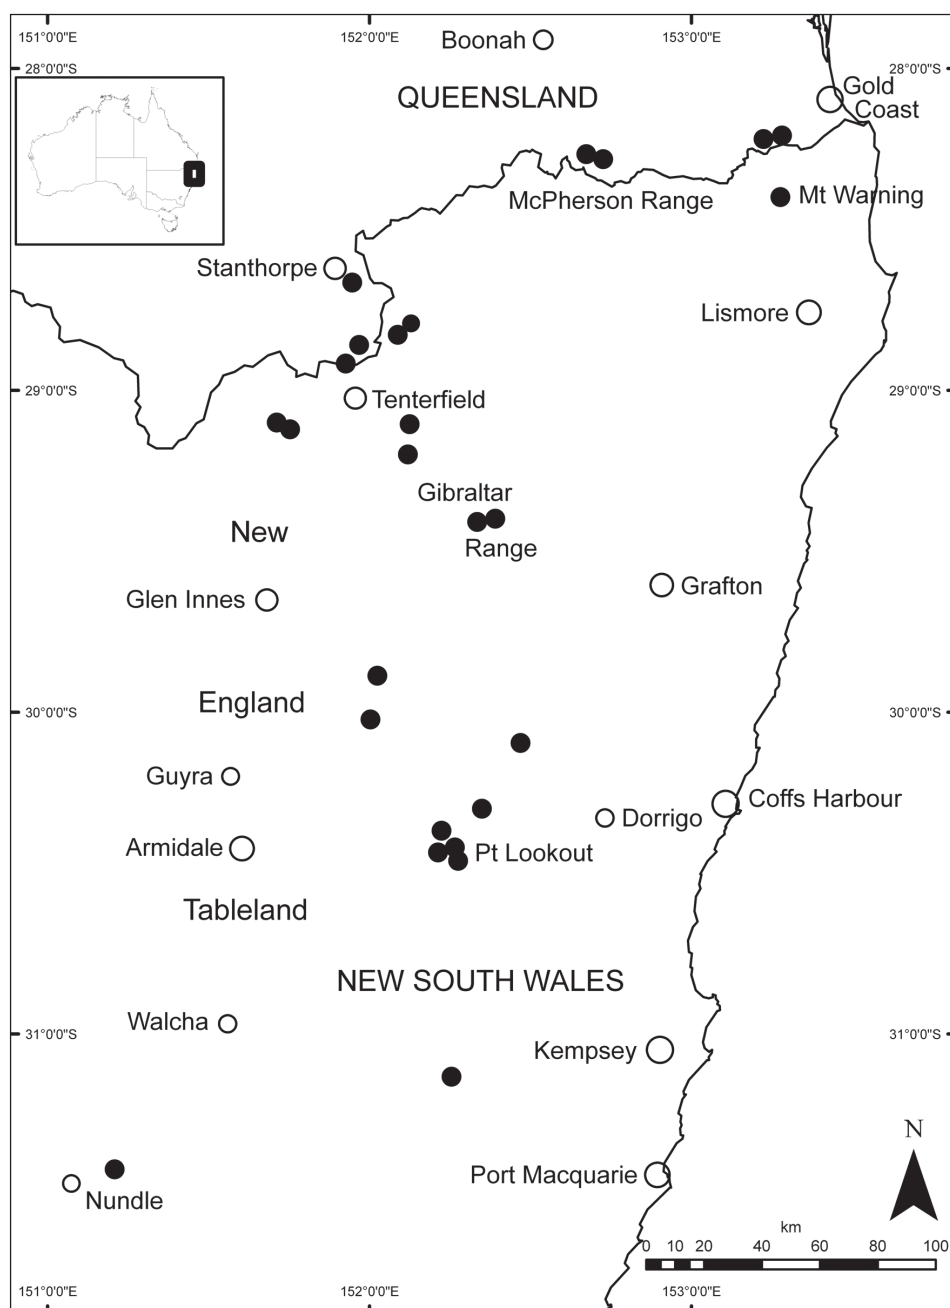 151°0'0"E 152°0'0"E 153°0'0"E
Boonah
28°0'0"S 28°0'0"S
Gold
Coast
QUEENSLAND
McPherson Range
Mt Warning
Stanthorpe
Lismore
29°0'0"S 29°0'0"S
Tenterfield
Gibraltar
Range
New
Grafton
Glen Innes
England
30°0'0"S 30°0'0"S
Guyra
Coffs Harbour
Dorrigo
Armidale
Pt Lookout
Tableland
NEW SOUTH WALES
Walcha
31°0'0"S 31°0'0"S
Kempsey
N
Port Macquarie
Nundle
km
0 10 20 40 60 80 100
151°0'0"E 152°0'0"E 153°0'0"E